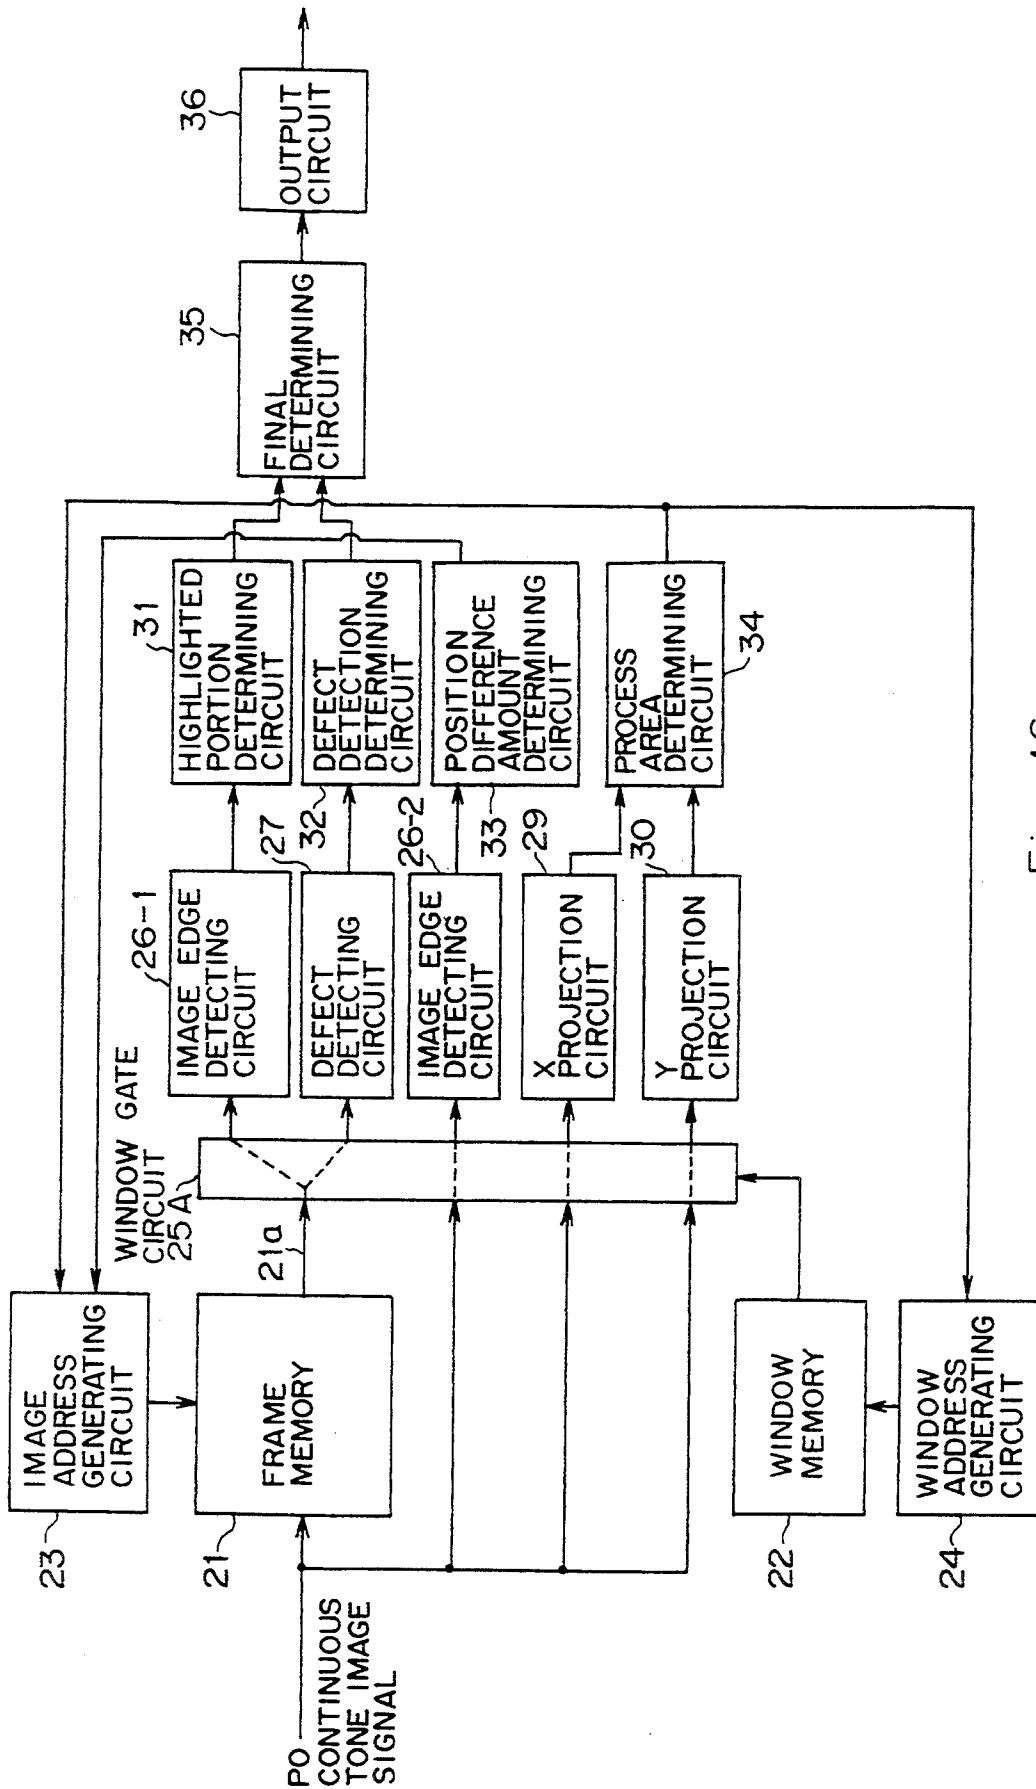 PO
CONTINUOUS
TONE IMAGE
SIGNAL
23
IMAGE
ADDRESS
GENERATING
CIRCUIT
21
FRAME
MEMORY
21a
22
WINDOW
MEMORY
24
WINDOW
ADDRESS
GENERATING
CIRCUIT
WINDOW GATE
CIRCUIT
25A
26-1
IMAGE EDGE
DETECTING
CIRCUIT
27
DEFECT
DETECTING
CIRCUIT
26-2
IMAGE EDGE
DETECTING
CIRCUIT
29
X
PROJECTION
CIRCUIT
30
Y
PROJECTION
CIRCUIT
31
HIGHLIGHTED
PORTION
DETERMINING
CIRCUIT
32
DEFECT
DETECTION
DETERMINING
CIRCUIT
33
POSITION
DIFFERENCE
AMOUNT
DETERMINING
CIRCUIT
34
PROCESS
AREA
DETERMINING
CIRCUIT
35
FINAL
DETERMINING
CIRCUIT
36
OUTPUT
CIRCUIT